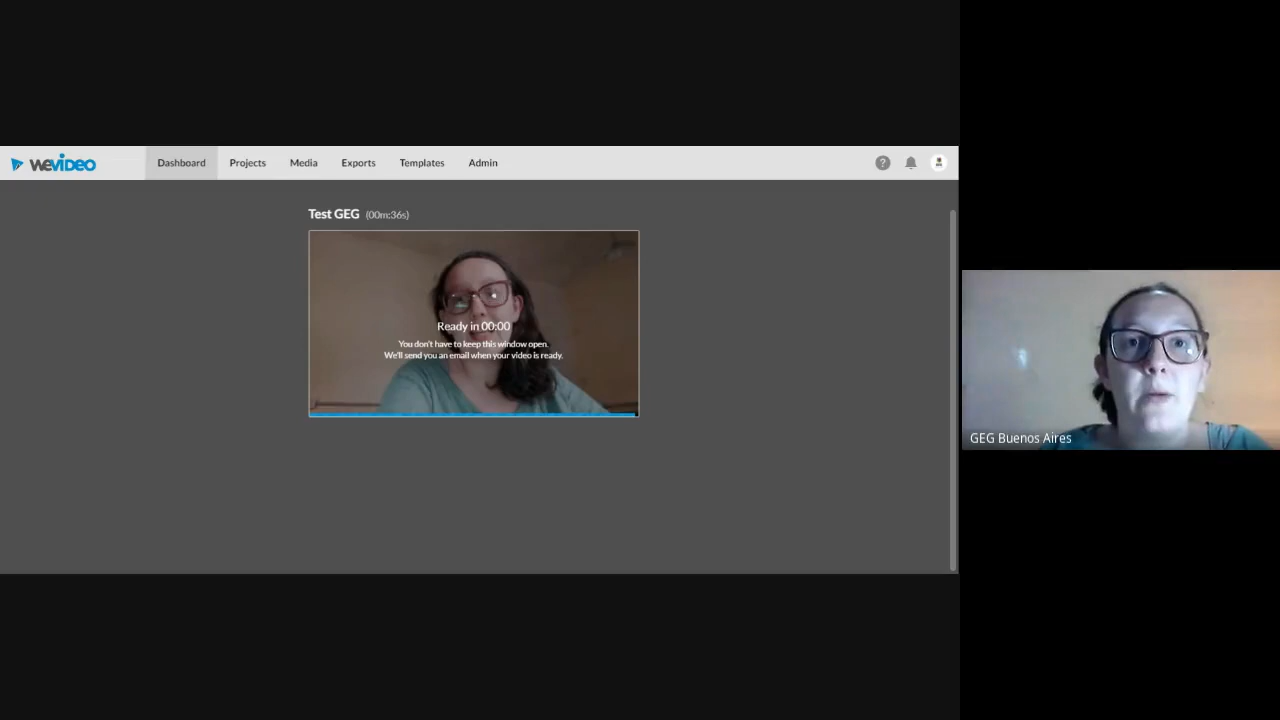 WEVIDEO
Dashboard
Projects
Media
Exports
Templates
Admin
?
Test GEG (00m:36s)
Ready in 00:00
You don't have to keep this window open.
We'll send you an email when your video is ready.
GEG Buenos Aires